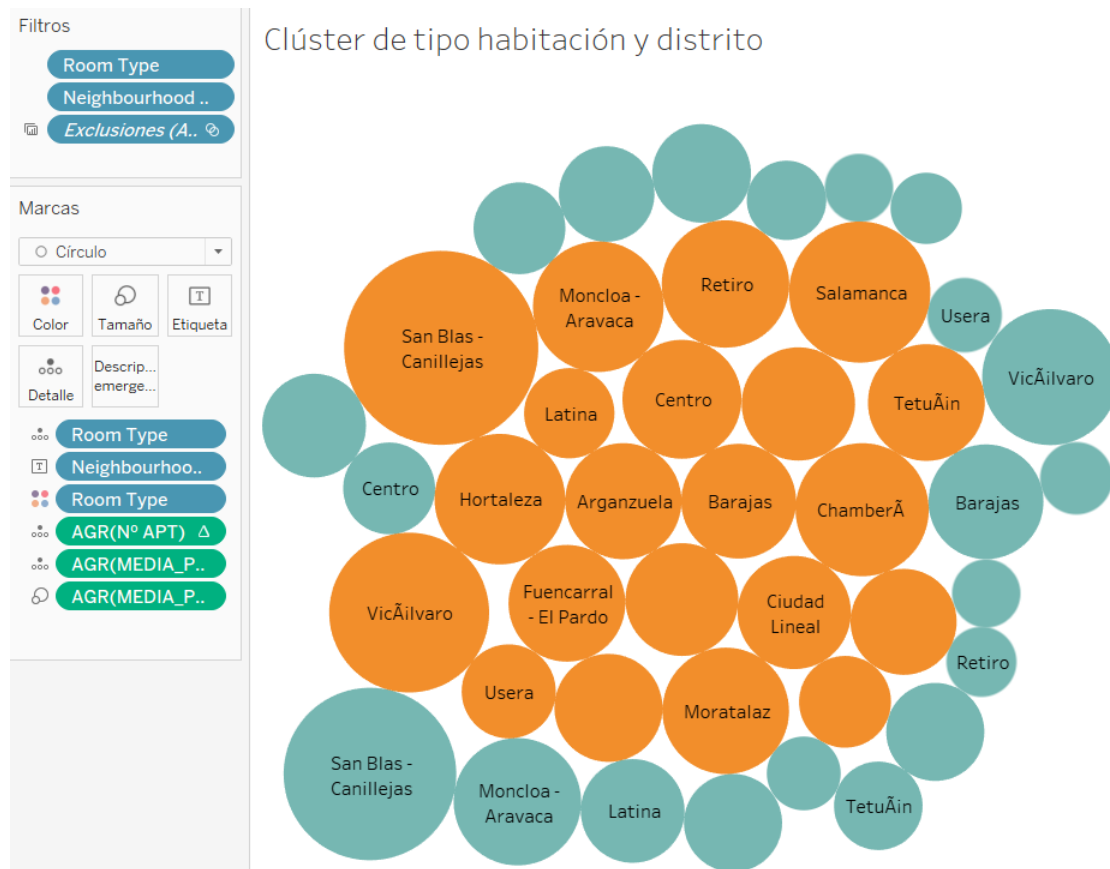 Filtros
Room Type
Neighbourhood ..
Exclusiones (A..
Marcas
Círculo
Color
Tamaño
T
Etiqueta
Detalle
Descrip...
emerge...
Room Type
T
Neighbourhoo..
Room Type
AGR(Nº APT) Δ
AGR(MEDIA_P..
AGR(MEDIA_P..
Clúster de tipo habitación y distrito
Retiro
Moncloa -
Aravaca
Salamanca
Usera
San Blas -
Canillejas
VicÃilvaro
Latina
Centro
TetuÃin
Centro
Hortaleza
Arganzuela
Barajas
ChamberÃ
Barajas
VicÃilvaro
Fuencarral
- El Pardo
Ciudad
Lineal
Retiro
Usera
Moratalaz
San Blas -
Canillejas
Moncloa -
Aravaca
Latina
TetuÃin